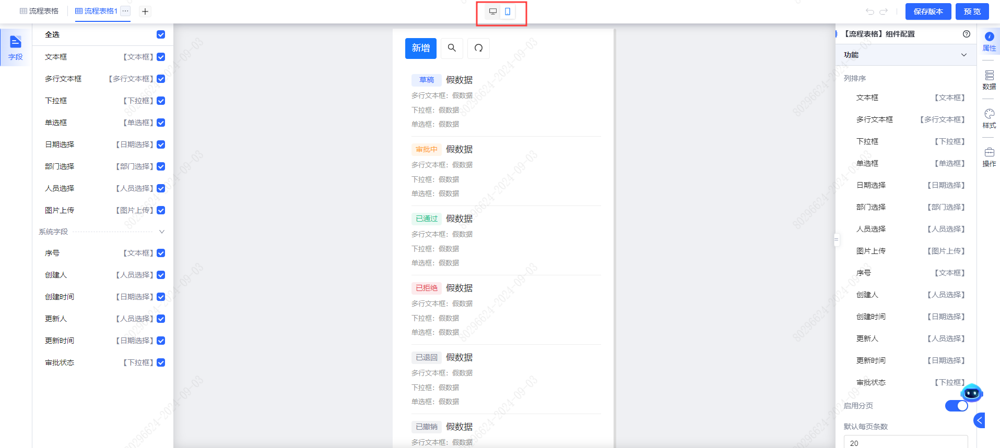 流程表格
流程表格1
保存版本
预 览
字段
全选
文本框 【文本框】
多行文本框 【多行文本框】
下拉框 【下拉框】
单选框 【单选框】
日期选择 【日期选择】
部门选择 【部门选择】
人员选择 【人员选择】
图片上传 【图片上传】
系统字段
序号 【文本框】
创建人 【人员选择】
创建时间 【日期选择】
更新人 【人员选择】
更新时间 【日期选择】
审批状态 【下拉框】
新增
草稿 假数据
多行文本框：假数据
下拉框：假数据
单选框：假数据
审批中 假数据
多行文本框：假数据
下拉框：假数据
单选框：假数据
已通过 假数据
多行文本框：假数据
下拉框：假数据
单选框：假数据
已拒绝 假数据
多行文本框：假数据
下拉框：假数据
单选框：假数据
已退回 假数据
多行文本框：假数据
下拉框：假数据
单选框：假数据
已撤销 假数据
多行文本框：假数据
【流程表格】组件配置
功能
列排序
文本框 【文本框】
多行文本框 【多行文本框】
下拉框 【下拉框】
单选框 【单选框】
日期选择 【日期选择】
部门选择 【部门选择】
人员选择 【人员选择】
图片上传 【图片上传】
序号 【文本框】
创建人 【人员选择】
创建时间 【日期选择】
更新人 【人员选择】
更新时间 【日期选择】
审批状态 【下拉框】
启用分页
默认每页条数
20
属性
数据
样式
操作
80296624-2024-09-03